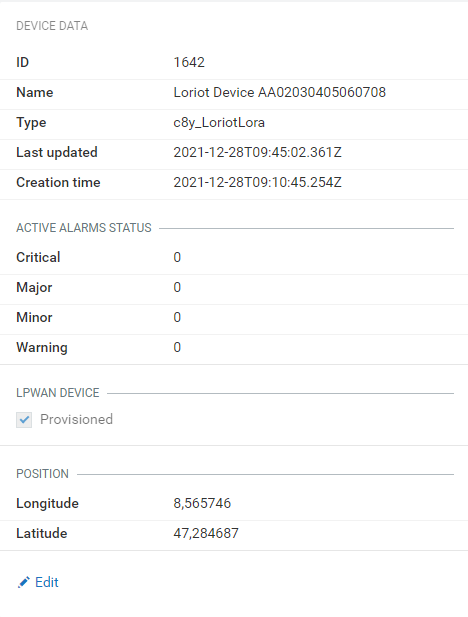 DEVICE DATA
ID 1642
Name Loriot Device AA02030405060708
Type c8y_LoriotLora
Last updated 2021-12-28T09:45:02.361Z
Creation time 2021-12-28T09:10:45.254Z
ACTIVE ALARMS STATUS
Critical 0
Major 0
Minor 0
Warning 0
LPWAN DEVICE
Provisioned
POSITION
Longitude 8,565746
Latitude 47,284687
Edit